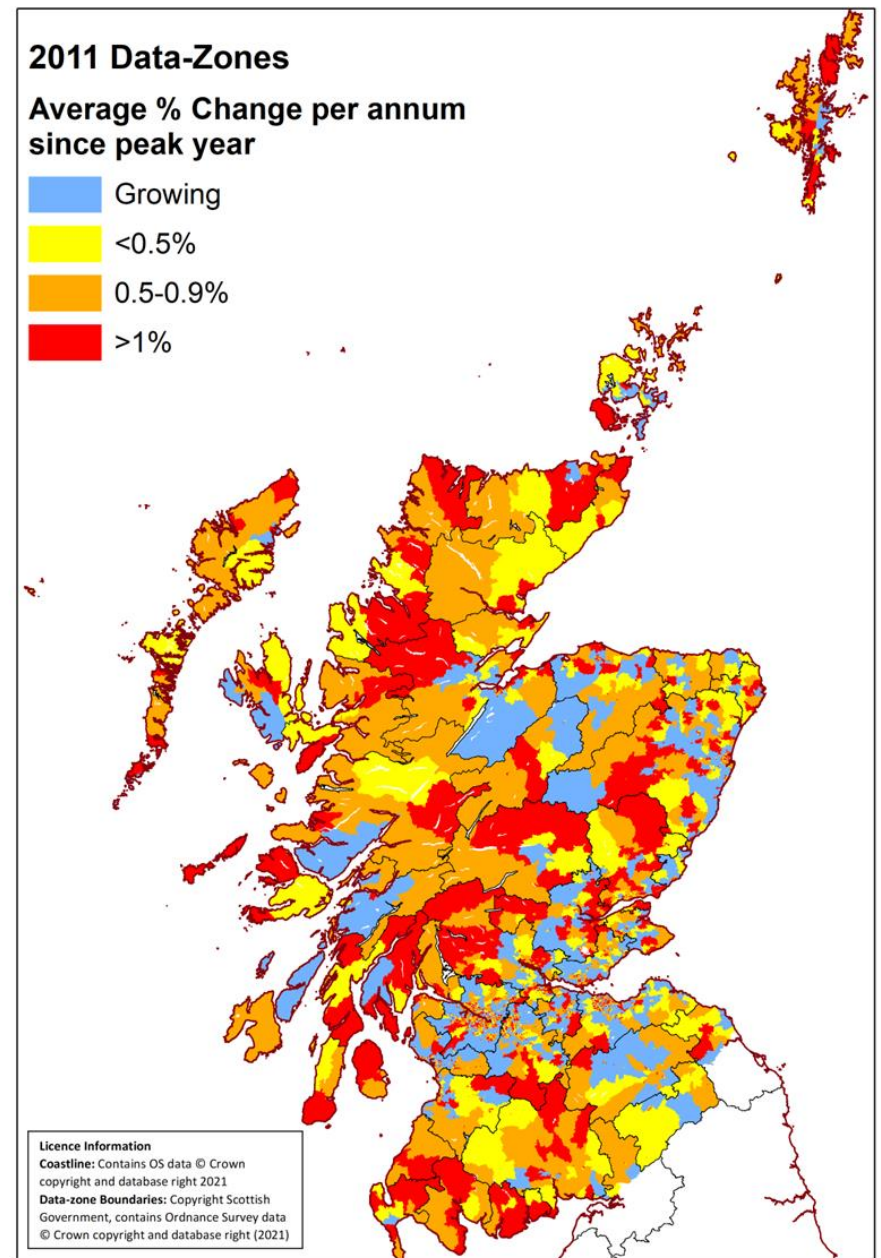 2011 Data-Zones
Average % Change per annum
since peak year
Growing
<0.5%
0.5-0.9%
>1%
Licence Information
Coastline: Contains OS data © Crown
copyright and database right 2021
Data-zone Boundaries: Copyright Scottish
Government, contains Ordnance Survey data
© Crown copyright and database right (2021)